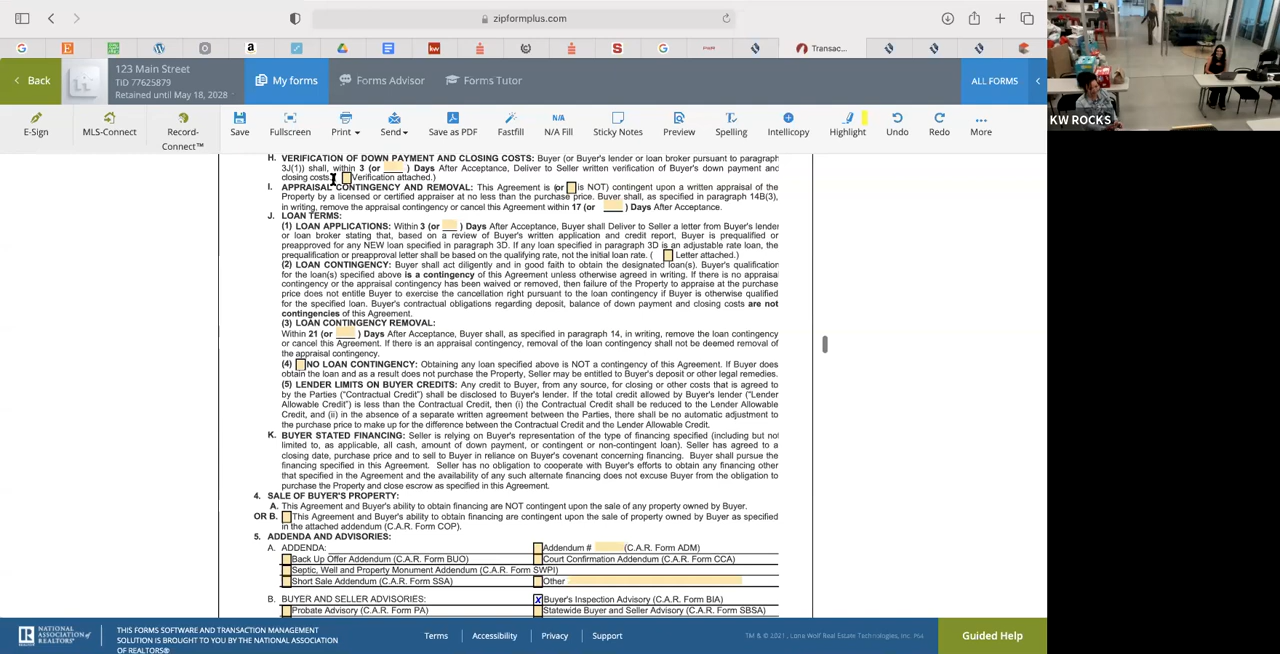 zipformplus.com
Transac...
Back
123 Main Street
TID 77625879
Retained until May 18, 2028
My forms
Forms Advisor
Forms Tutor
ALL FORMS
KW ROCKS
E-Sign
MLS-Connect
Record-
Connect™
Save
Fullscreen
Print
Send
Save as PDF
Fastfill
N/A
N/A Fill
Sticky Notes
Preview
Spelling
Intellicopy
Highlight
Undo
Redo
More
H. VERIFICATION OF DOWN PAYMENT AND CLOSING COSTS: Buyer (or Buyer's lender or loan broker pursuant to paragraph
3J(1)) shall, within 3 (or ____ ) Days After Acceptance, Deliver to Seller written verification of Buyer's down payment and
closing costs. Verification attached.)
I. APPRAISAL CONTINGENCY AND REMOVAL: This Agreement is (or is NOT) contingent upon a written appraisal of the
Property by a licensed or certified appraiser at no less than the purchase price. Buyer shall, as specified in paragraph 14B(3),
in writing, remove the appraisal contingency or cancel this Agreement within 17 (or ____ ) Days After Acceptance.
J. LOAN TERMS:
(1) LOAN APPLICATIONS: Within 3 (or ____ ) Days After Acceptance, Buyer shall Deliver to Seller a letter from Buyer's lender
or loan broker stating that, based on a review of Buyer's written application and credit report, Buyer is prequalified or
preapproved for any NEW loan specified in paragraph 3D. If any loan specified in paragraph 3D is an adjustable rate loan, the
prequalification or preapproval letter shall be based on the qualifying rate, not the initial loan rate. ( Letter attached.)
(2) LOAN CONTINGENCY: Buyer shall act diligently and in good faith to obtain the designated loan(s). Buyer's qualification
for the loan(s) specified above is a contingency of this Agreement unless otherwise agreed in writing. If there is no appraisal
contingency or the appraisal contingency has been waived or removed, then failure of the Property to appraise at the purchase
price does not entitle Buyer to exercise the cancellation right pursuant to the loan contingency if Buyer is otherwise qualified
for the specified loan. Buyer's contractual obligations regarding deposit, balance of down payment and closing costs are not
contingencies of this Agreement.
(3) LOAN CONTINGENCY REMOVAL:
Within 21 (or ____ ) Days After Acceptance, Buyer shall, as specified in paragraph 14, in writing, remove the loan contingency
or cancel this Agreement. If there is an appraisal contingency, removal of the loan contingency shall not be deemed removal of
the appraisal contingency.
(4) NO LOAN CONTINGENCY: Obtaining any loan specified above is NOT a contingency of this Agreement. If Buyer does
obtain the loan and as a result does not purchase the Property, Seller may be entitled to Buyer's deposit or other legal remedies.
(5) LENDER LIMITS ON BUYER CREDITS: Any credit to Buyer, from any source, for closing or other costs that is agreed to
by the Parties ("Contractual Credit") shall be disclosed to Buyer's lender. If the total credit allowed by Buyer's lender ("Lender
Allowable Credit") is less than the Contractual Credit, then (i) the Contractual Credit shall be reduced to the Lender Allowable
Credit, and (ii) in the absence of a separate written agreement between the Parties, there shall be no automatic adjustment to
the purchase price to make up for the difference between the Contractual Credit and the Lender Allowable Credit.
K. BUYER STATED FINANCING: Seller is relying on Buyer's representation of the type of financing specified (including but not
limited to, as applicable, all cash, amount of down payment, or contingent or non-contingent loan). Seller has agreed to a
closing date, purchase price and to sell to Buyer in reliance on Buyer's covenant concerning financing. Buyer shall pursue the
financing specified in this Agreement. Seller has no obligation to cooperate with Buyer's efforts to obtain any financing other
that specified in the Agreement and the availability of any such alternate financing does not excuse Buyer from the obligation to
purchase the Property and close escrow as specified in this Agreement.
4. SALE OF BUYER'S PROPERTY:
A. This Agreement and Buyer's ability to obtain financing are NOT contingent upon the sale of any property owned by Buyer.
OR B. This Agreement and Buyer's ability to obtain financing are contingent upon the sale of property owned by Buyer as specified
in the attached addendum (C.A.R. Form COP).
5. ADDENDA AND ADVISORIES:
A. ADDENDA: Addendum # (C.A.R. Form ADM)
Back Up Offer Addendum (C.A.R. Form BUO) Court Confirmation Addendum (C.A.R. Form CCA)
Septic, Well and Property Monument Addendum (C.A.R. Form SWPI)
Short Sale Addendum (C.A.R. Form SSA) Other
B. BUYER AND SELLER ADVISORIES: X Buyer's Inspection Advisory (C.A.R. Form BIA)
Probate Advisory (C.A.R. Form PA) Statewide Buyer and Seller Advisory (C.A.R. Form SBSA)
NATIONAL
ASSOCIATION of
REALTORS®
THIS FORMS SOFTWARE AND TRANSACTION MANAGEMENT
SOLUTION IS BROUGHT TO YOU BY THE NATIONAL ASSOCIATION
OF REALTORS®
Terms
Accessibility
Privacy
Support
TM & © 2021, Lone Wolf Real Estate Technologies, Inc.
Guided Help